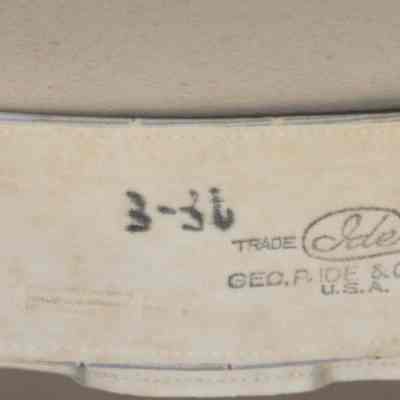 3-36
TRADE Ide
GEO. P. IDE & C
U.S.A.